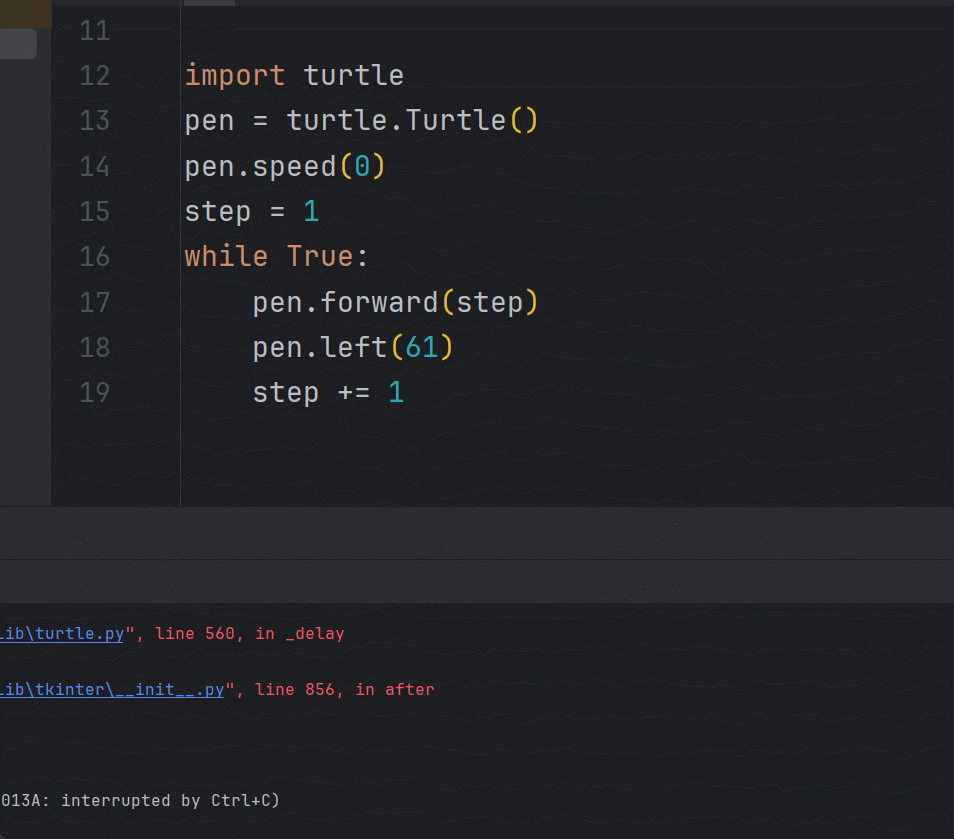 11
12 import turtle
13 pen = turtle.Turtle()
14 pen.speed(0)
15 step = 1
16 while True:
17     pen.forward(step)
18     pen.left(61)
19     step += 1
Lib\turtle.py", line 560, in _delay
Lib\tkinter\__init__.py", line 856, in after
013A: interrupted by Ctrl+C)